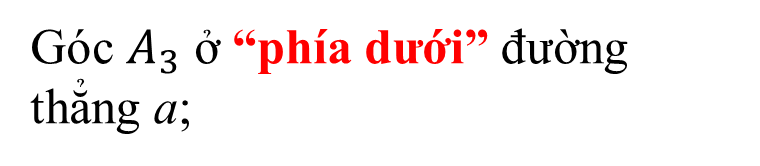 Góc A₃ ở “phía dưới” đường
thẳng a;